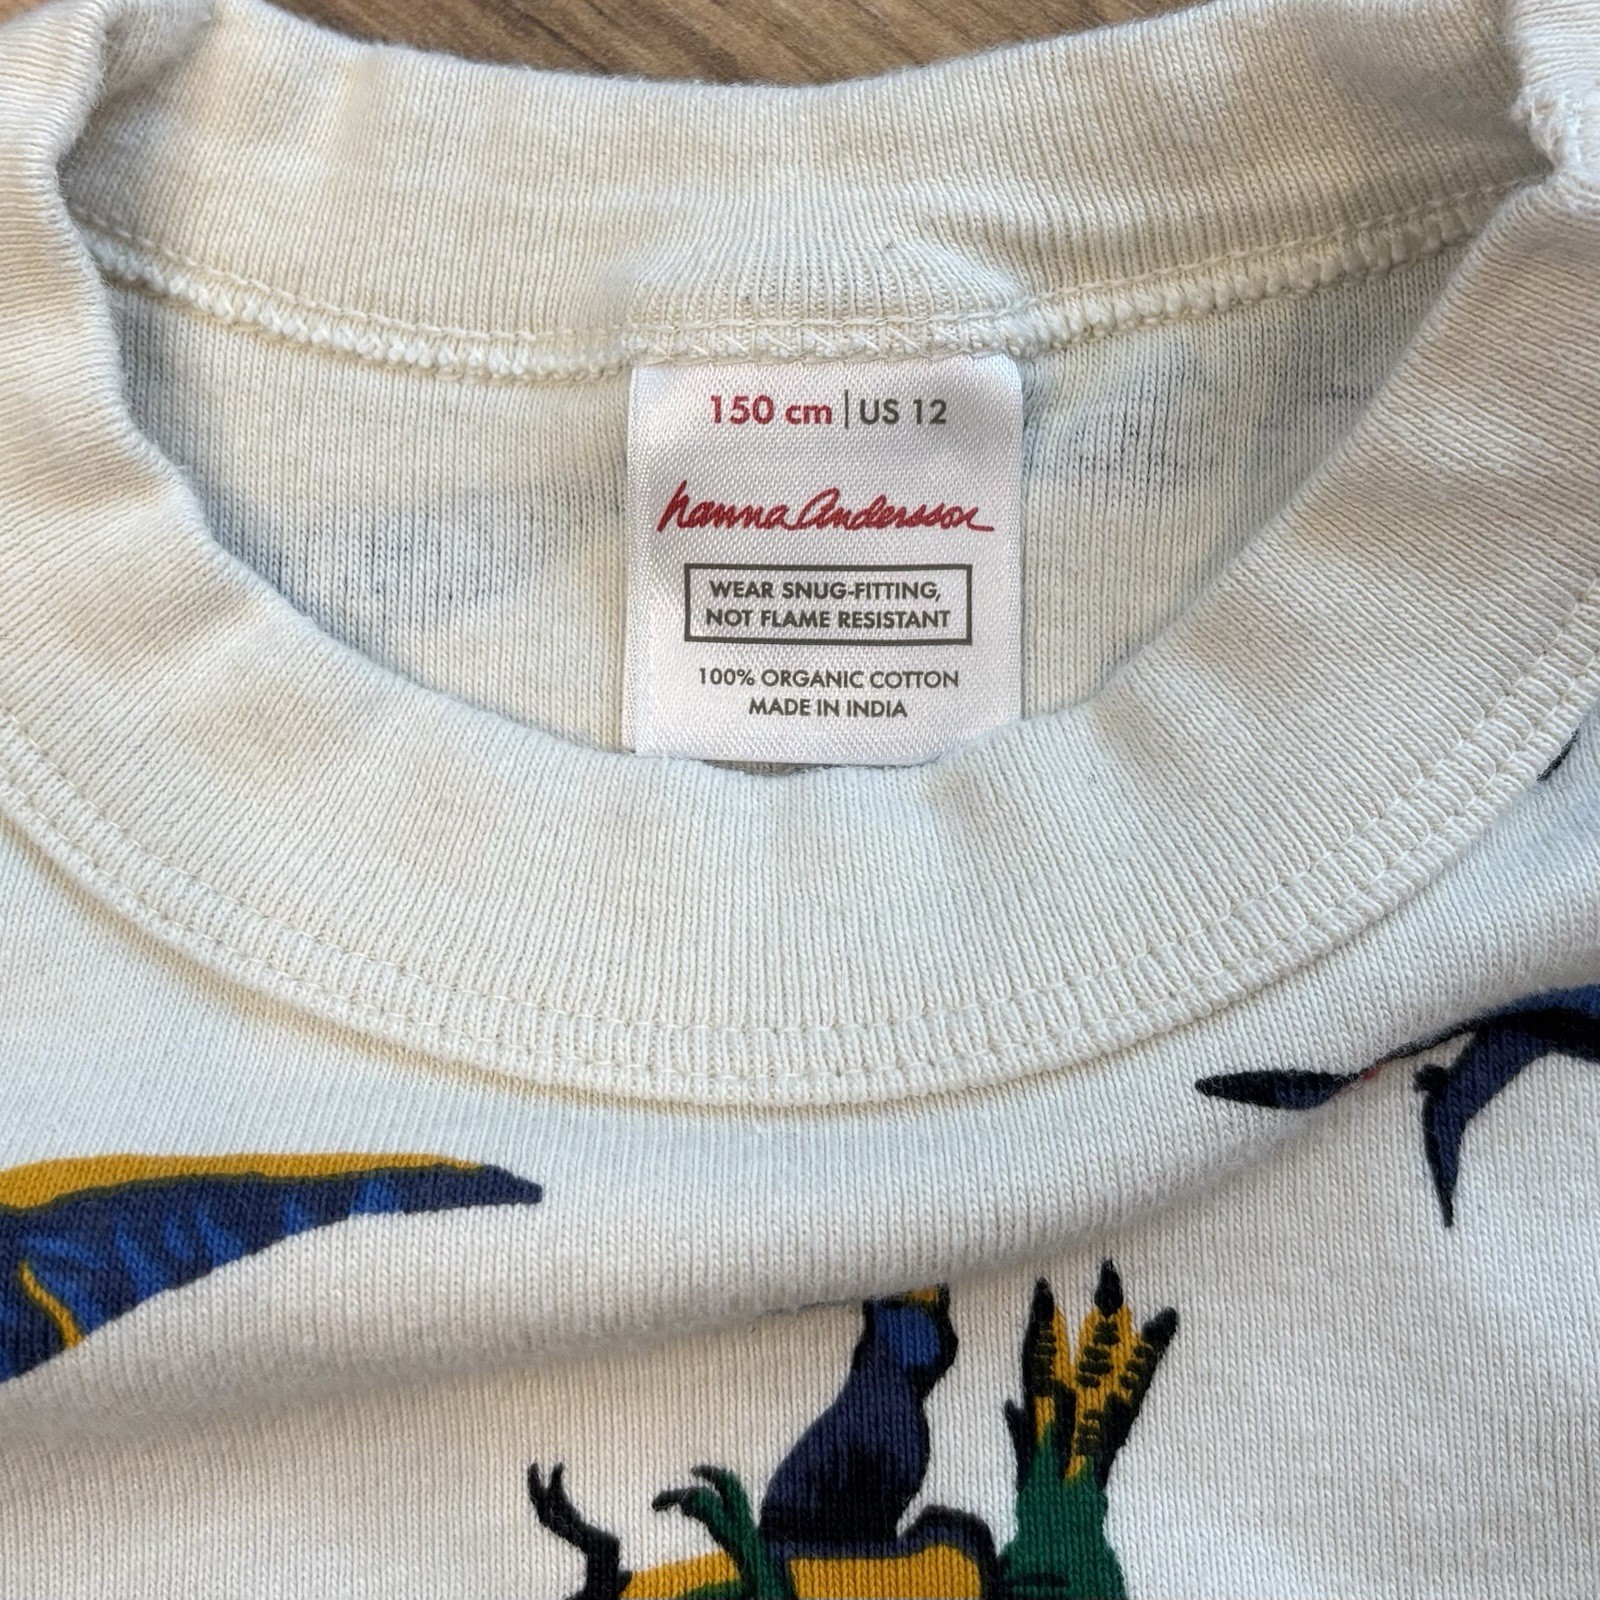 150 cm | US 12
hanna Andersson
WEAR SNUG-FITTING,
NOT FLAME RESISTANT
100% ORGANIC COTTON
MADE IN INDIA